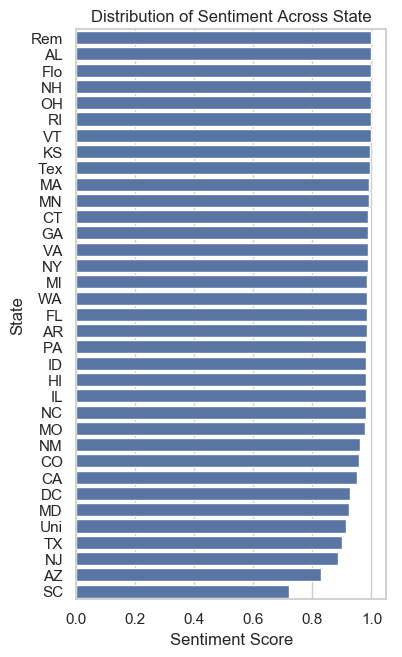 Distribution of Sentiment Across State
Rem
AL
Flo
NH
OH
RI
VT
KS
Tex
MA
MN
CT
GA
VA
NY
MI
WA
FL
AR
PA
ID
HI
IL
NC
MO
NM
CO
CA
DC
MD
Uni
TX
NJ
AZ
SC
State
0.0 0.2 0.4 0.6 0.8 1.0
Sentiment Score